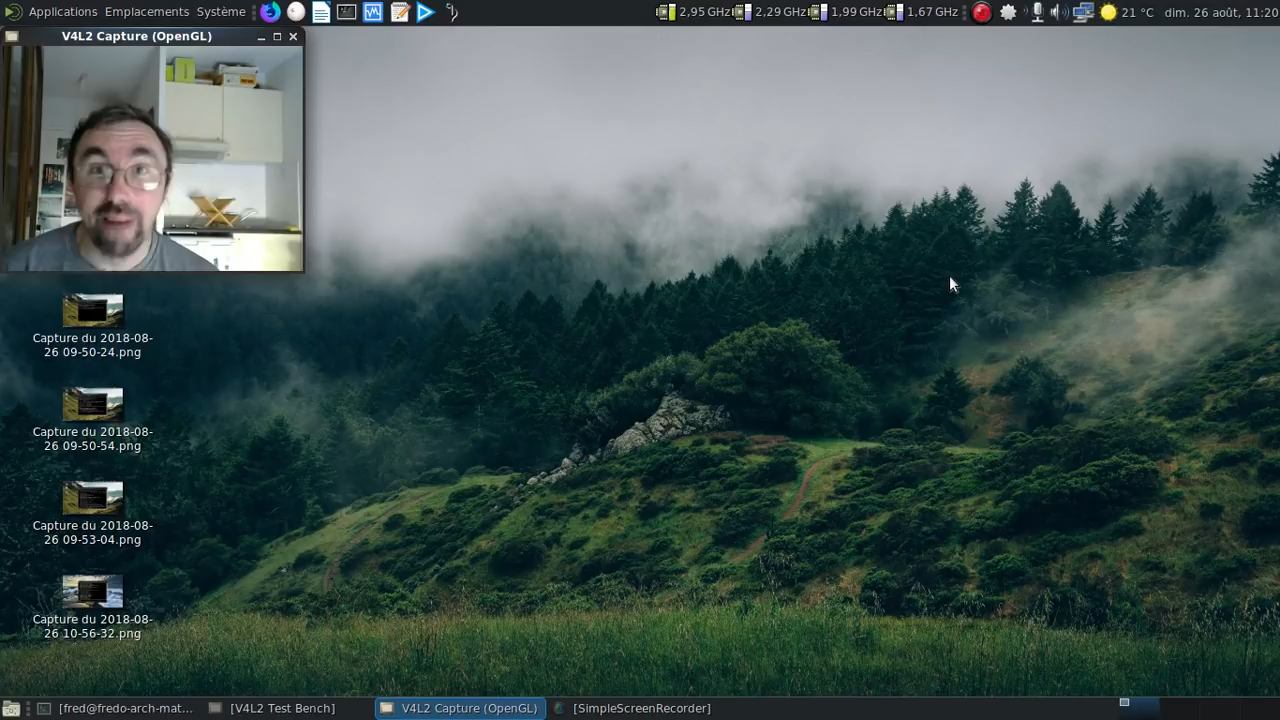 Applications Emplacements Système 2,95 GHz 2,29 GHz 1,99 GHz 1,67 GHz 21 °C dim. 26 août, 11:20
V4L2 Capture (OpenGL)
Capture du 2018-08-
26 09-50-24.png
Capture du 2018-08-
26 09-50-54.png
Capture du 2018-08-
26 09-53-04.png
Capture du 2018-08-
26 10-56-32.png
[fred@fredo-arch-mat... [V4L2 Test Bench] V4L2 Capture (OpenGL) [SimpleScreenRecorder]